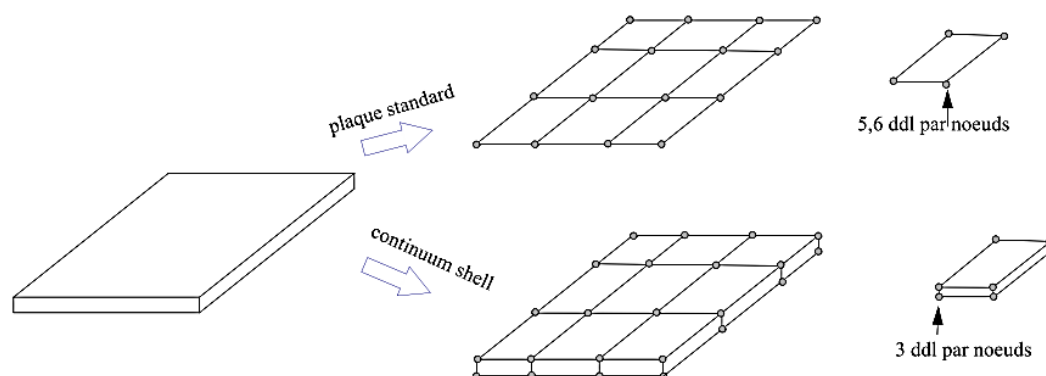 plaque standard
5,6 ddl par noeuds
continuum shell
3 ddl par noeuds